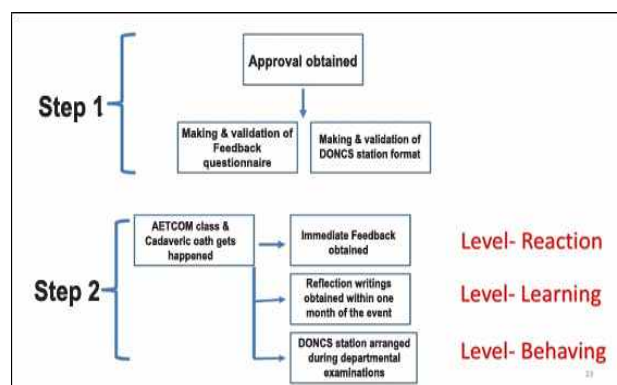 Approval obtained
Step 1
Making & validation of
Feedback
questionnaire
Making & validation of
DONCS station format
AETCOM class &
Cadaveric oath gets
happened
Immediate Feedback
obtained
Level- Reaction
Step 2
Reflection writings
obtained within one
month of the event
Level- Learning
DONCS station arranged
during departmental
examinations
Level- Behaving